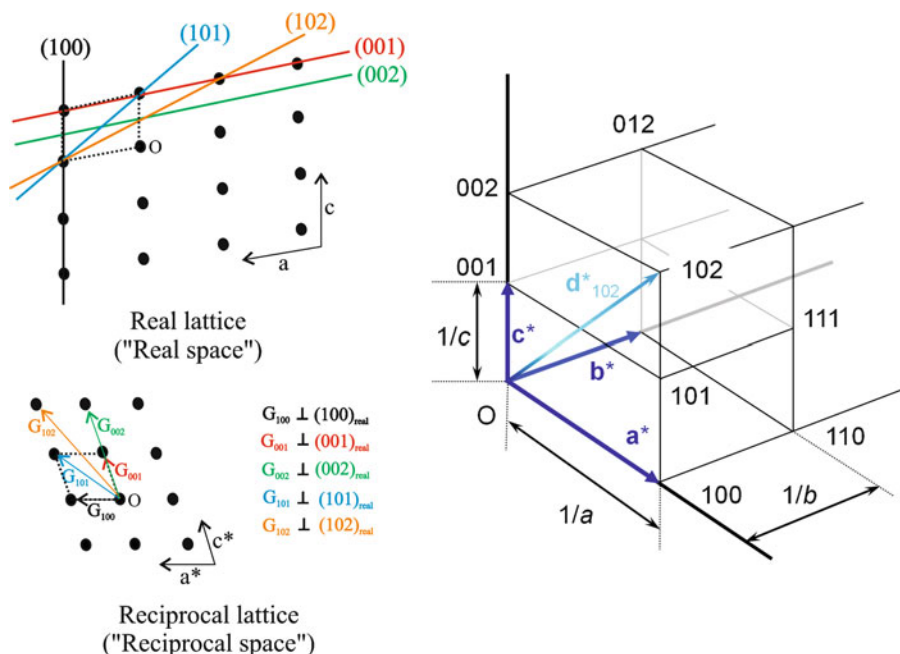 (100)
(101)
(102)
(001)
(002)
O
c
a
Real lattice
("Real space")
G102
G002
G101
G001
G100
O
c*
a*
G100 ⊥ (100)real
G001 ⊥ (001)real
G002 ⊥ (002)real
G101 ⊥ (101)real
G102 ⊥ (102)real
Reciprocal lattice
("Reciprocal space")
012
002
001
102
d*102
111
1/c
c*
b*
101
O
a*
110
100
1/b
1/a